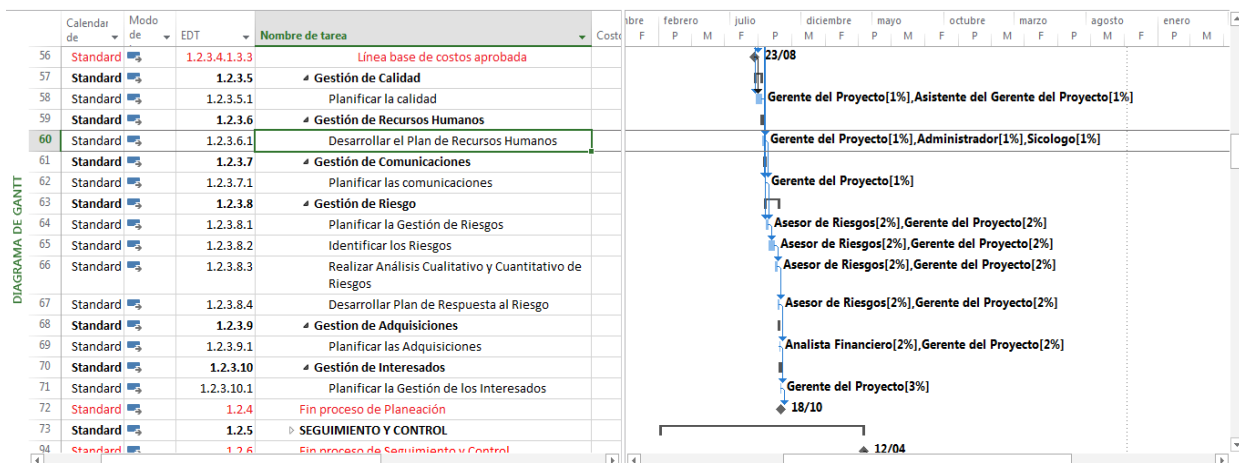 Calendar de Modo de EDT Nombre de tarea Costo
ibre febrero julio diciembre mayo octubre marzo agosto enero
F P M F P M F P M F P M F P M
DIAGRAMA DE GANTT
56 Standard 1.2.3.4.1.3.3 Línea base de costos aprobada 23/08
57 Standard 1.2.3.5 Gestión de Calidad
58 Standard 1.2.3.5.1 Planificar la calidad Gerente del Proyecto[1%],Asistente del Gerente del Proyecto[1%]
59 Standard 1.2.3.6 Gestión de Recursos Humanos
60 Standard 1.2.3.6.1 Desarrollar el Plan de Recursos Humanos Gerente del Proyecto[1%],Administrador[1%],Sicologo[1%]
61 Standard 1.2.3.7 Gestión de Comunicaciones
62 Standard 1.2.3.7.1 Planificar las comunicaciones Gerente del Proyecto[1%]
63 Standard 1.2.3.8 Gestión de Riesgo
64 Standard 1.2.3.8.1 Planificar la Gestión de Riesgos Asesor de Riesgos[2%],Gerente del Proyecto[2%]
65 Standard 1.2.3.8.2 Identificar los Riesgos Asesor de Riesgos[2%],Gerente del Proyecto[2%]
66 Standard 1.2.3.8.3 Realizar Análisis Cualitativo y Cuantitativo de Asesor de Riesgos[2%],Gerente del Proyecto[2%]
Riesgos
67 Standard 1.2.3.8.4 Desarrollar Plan de Respuesta al Riesgo Asesor de Riesgos[2%],Gerente del Proyecto[2%]
68 Standard 1.2.3.9 Gestion de Adquisiciones
69 Standard 1.2.3.9.1 Planificar las Adquisiciones Analista Financiero[2%],Gerente del Proyecto[2%]
70 Standard 1.2.3.10 Gestión de Interesados
71 Standard 1.2.3.10.1 Planificar la Gestión de los Interesados Gerente del Proyecto[3%]
72 Standard 1.2.4 Fin proceso de Planeación 18/10
73 Standard 1.2.5 SEGUIMIENTO Y CONTROL
94 Standard 1.2.6 Fin proceso de Seguimiento y Control 12/04